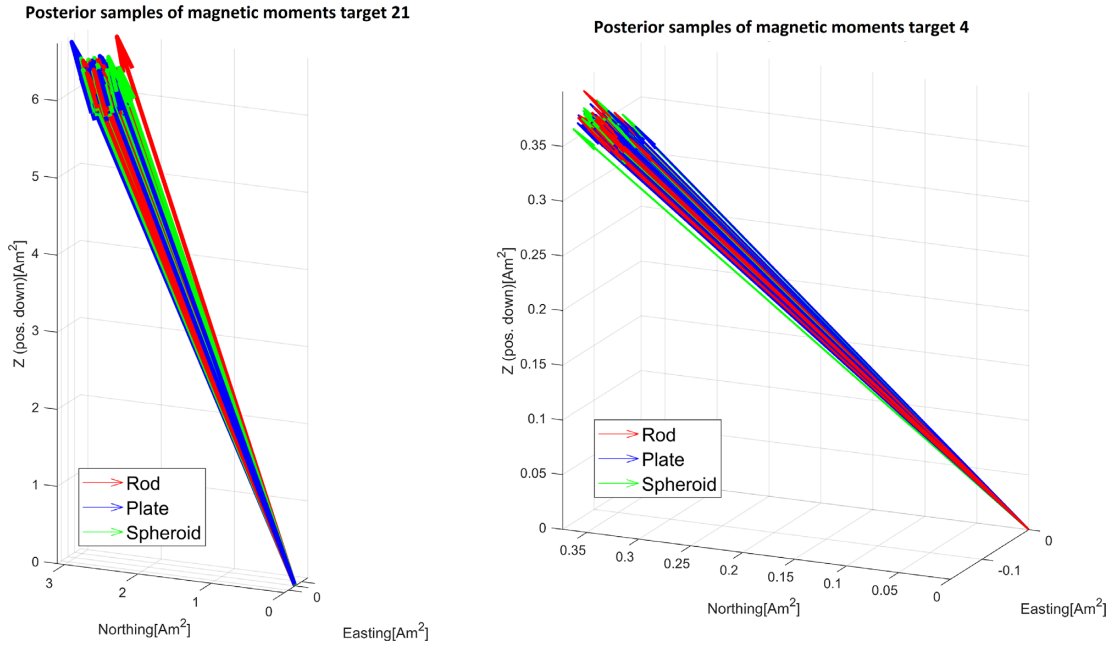 Posterior samples of magnetic moments target 21
6
5
4
3
2
1
0
Z (pos. down)[Am²]
3
2
1
0
0
Northing[Am²]
Easting[Am²]
Rod
Plate
Spheroid
Posterior samples of magnetic moments target 4
0.35
0.3
0.25
0.2
0.15
0.1
0.05
0
Z (pos. down)[Am²]
0.35
0.3
0.25
0.2
0.15
0.1
0.05
0
0
-0.1
Northing[Am²]
Easting[Am²]
Rod
Plate
Spheroid